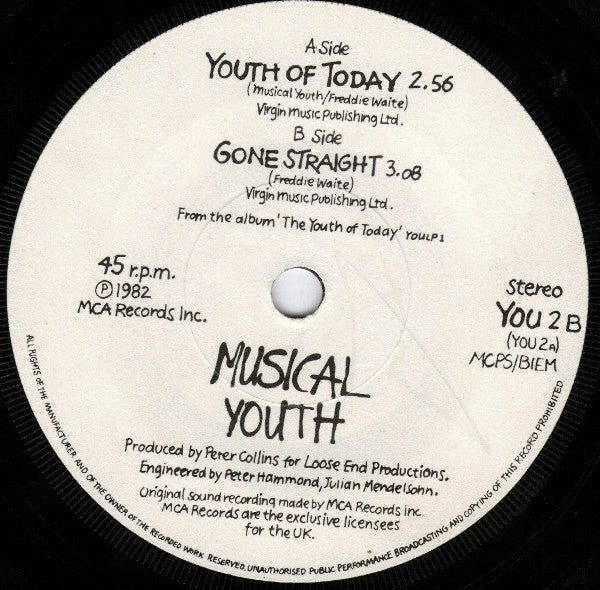 A Side
YOUTH OF TODAY 2.56
(Musical Youth/Freddie Waite)
Virgin Music Publishing Ltd.
B Side
GONE STRAIGHT 3.08
(Freddie Waite)
Virgin Music Publishing Ltd.
From the album 'The Youth of Today' YOULP1
45 r.p.m.
Ⓟ1982
MCA Records Inc.
Stereo
YOU 2B
(YOU 2A)
MCPS/BIEM
MUSICAL
YOUTH
Produced by Peter Collins for Loose End Productions.
Engineered by Peter Hammond, Julian Mendelsohn.
Original sound recording made by MCA Records Inc.
MCA Records are the exclusive licensees
for the UK.
ALL RIGHTS OF THE MANUFACTURER AND OF THE OWNER OF THE RECORDED WORK RESERVED. UNAUTHORISED PUBLIC PERFORMANCE BROADCASTING AND COPYING OF THIS RECORD PROHIBITED